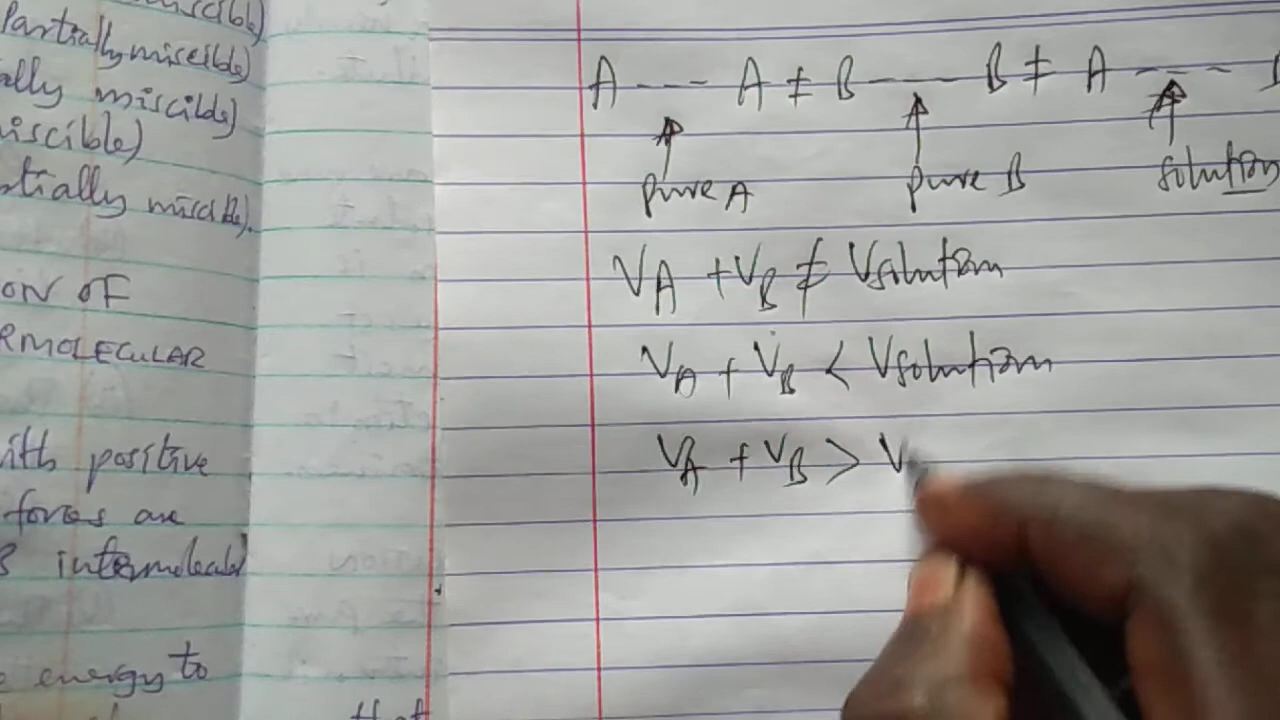 Partially miscible)
ally miscible)
iscible)
tially miscible).
ON OF
RMOLECULAR
ith positive
forces are
B intermolecular
energy to
A --- A ≠ B --- B ≠ A ---
pure A pure B solution
VA + VB ≠ Vsolution
VA + VB < Vsolution
VA + VB > V